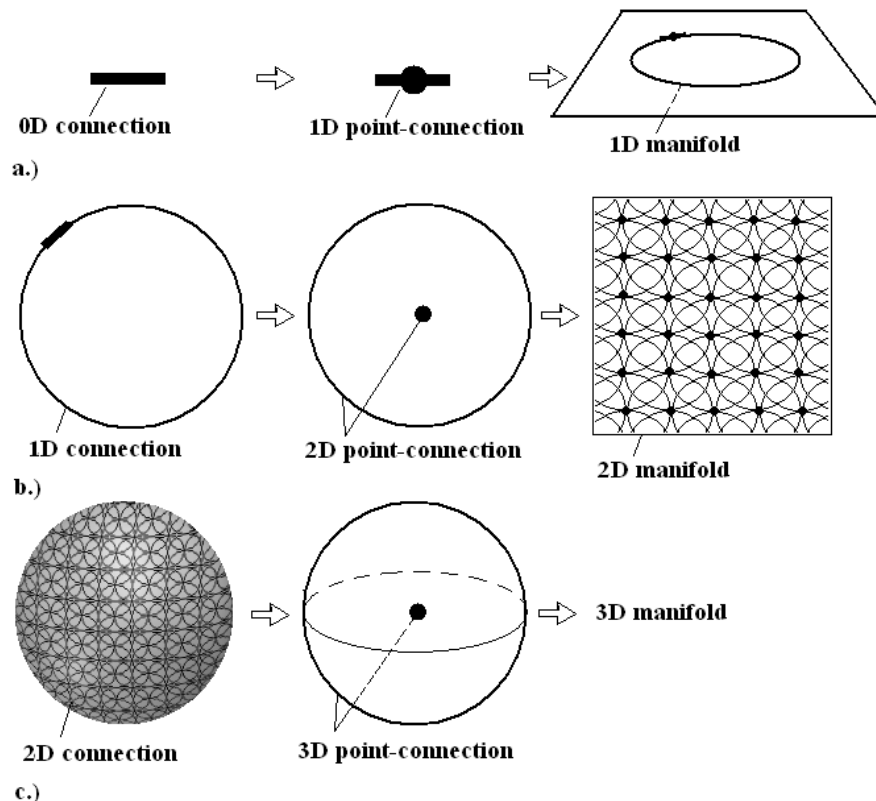 0D connection
1D point-connection
1D manifold
a.)
1D connection
2D point-connection
2D manifold
b.)
3D manifold
2D connection
3D point-connection
c.)